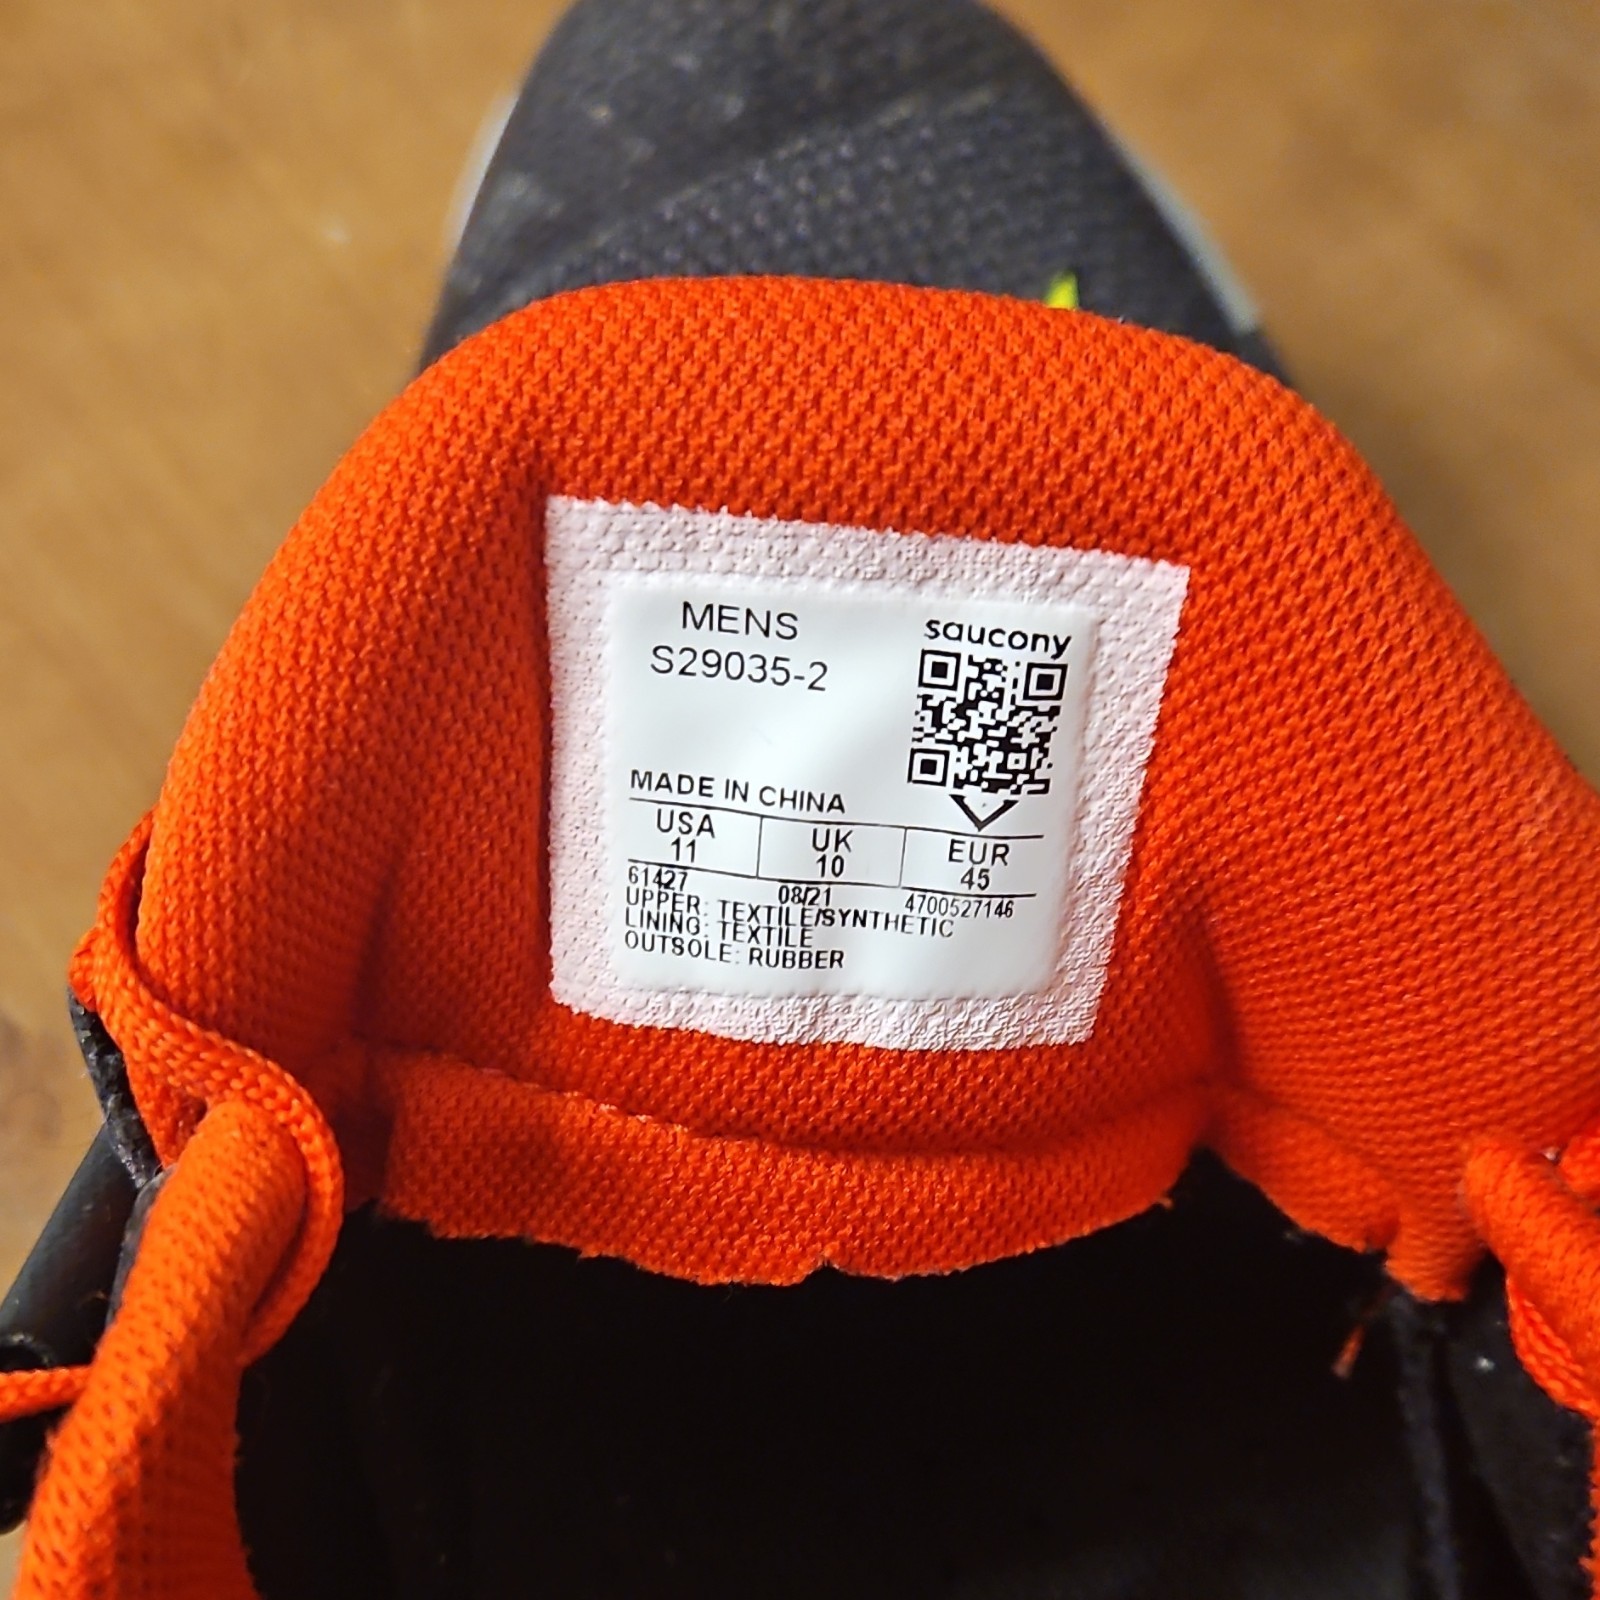 MENS
S29035-2
saucony
MADE IN CHINA
USA UK EUR
11 10 45
61427 08/21 4700527146
UPPER: TEXTILE/SYNTHETIC
LINING: TEXTILE
OUTSOLE: RUBBER